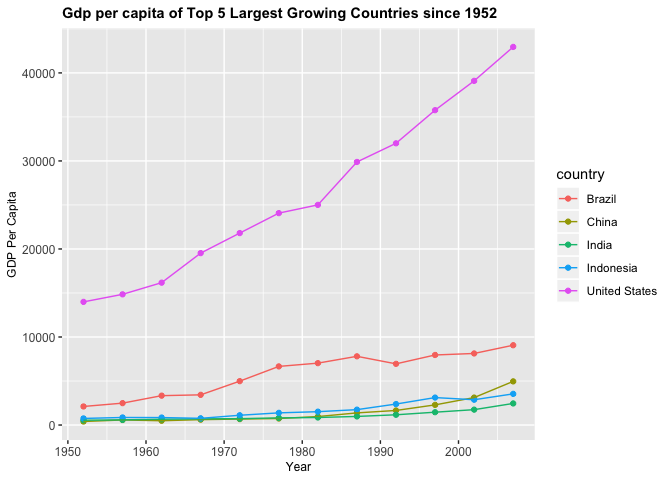 Gdp per capita of Top 5 Largest Growing Countries since 1952
GDP Per Capita
40000
30000
20000
10000
0
1950 1960 1970 1980 1990 2000
Year
country
Brazil
China
India
Indonesia
United States